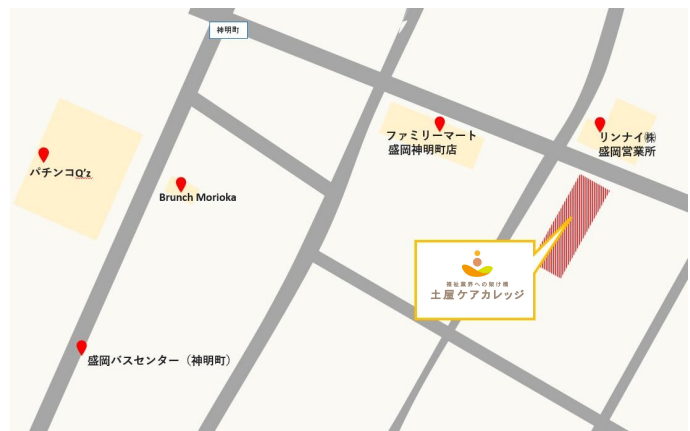 神明町
ファミリーマート
盛岡神明町店
リンナイ㈱
盛岡営業所
パチンコQ'z
Brunch Morioka
福祉業界への架け橋
土屋ケアカレッジ
盛岡バスセンター（神明町）